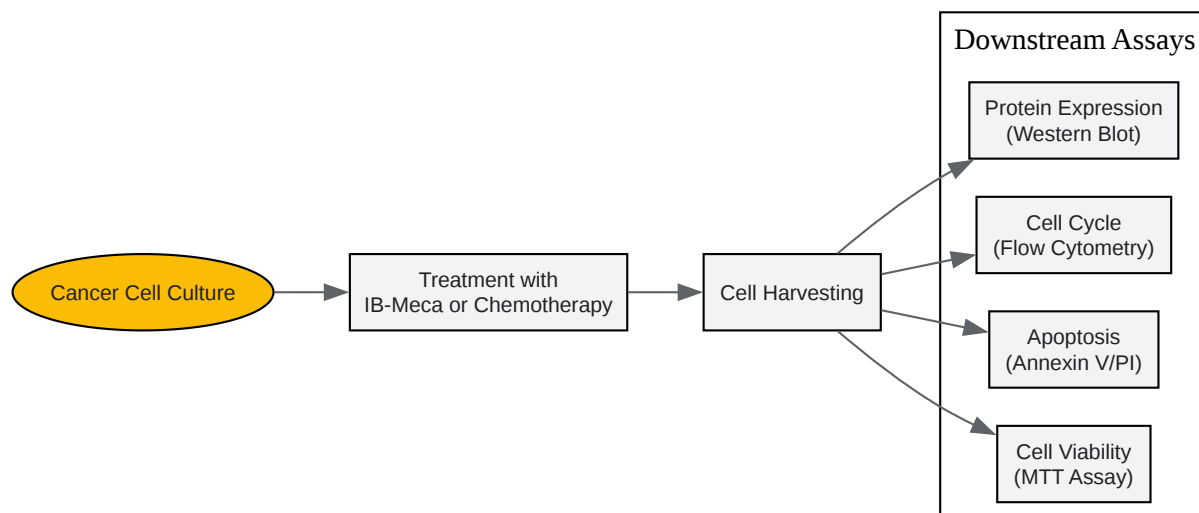 Downstream Assays
Protein Expression
(Western Blot)
Cell Cycle
(Flow Cytometry)
Cancer Cell Culture
Treatment with
IB-Meca or Chemotherapy
Cell Harvesting
Apoptosis
(Annexin V/PI)
Cell Viability
(MTT Assay)